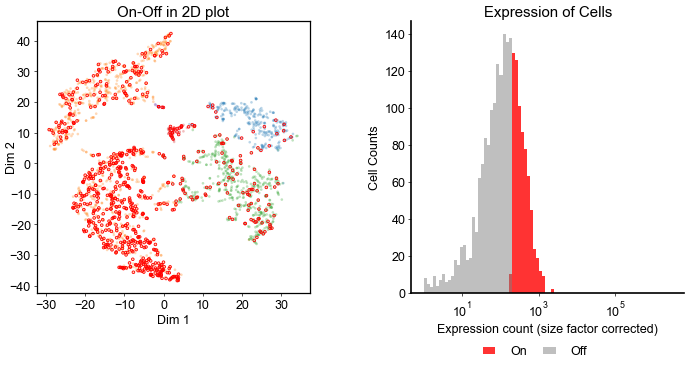 On-Off in 2D plot
Dim 2
40
30
20
10
0
−10
−20
−30
−40
−30 −20 −10 0 10 20 30
Dim 1
Expression of Cells
Cell Counts
140
120
100
80
60
40
20
0
10^1 10^3 10^5
Expression count (size factor corrected)
On Off